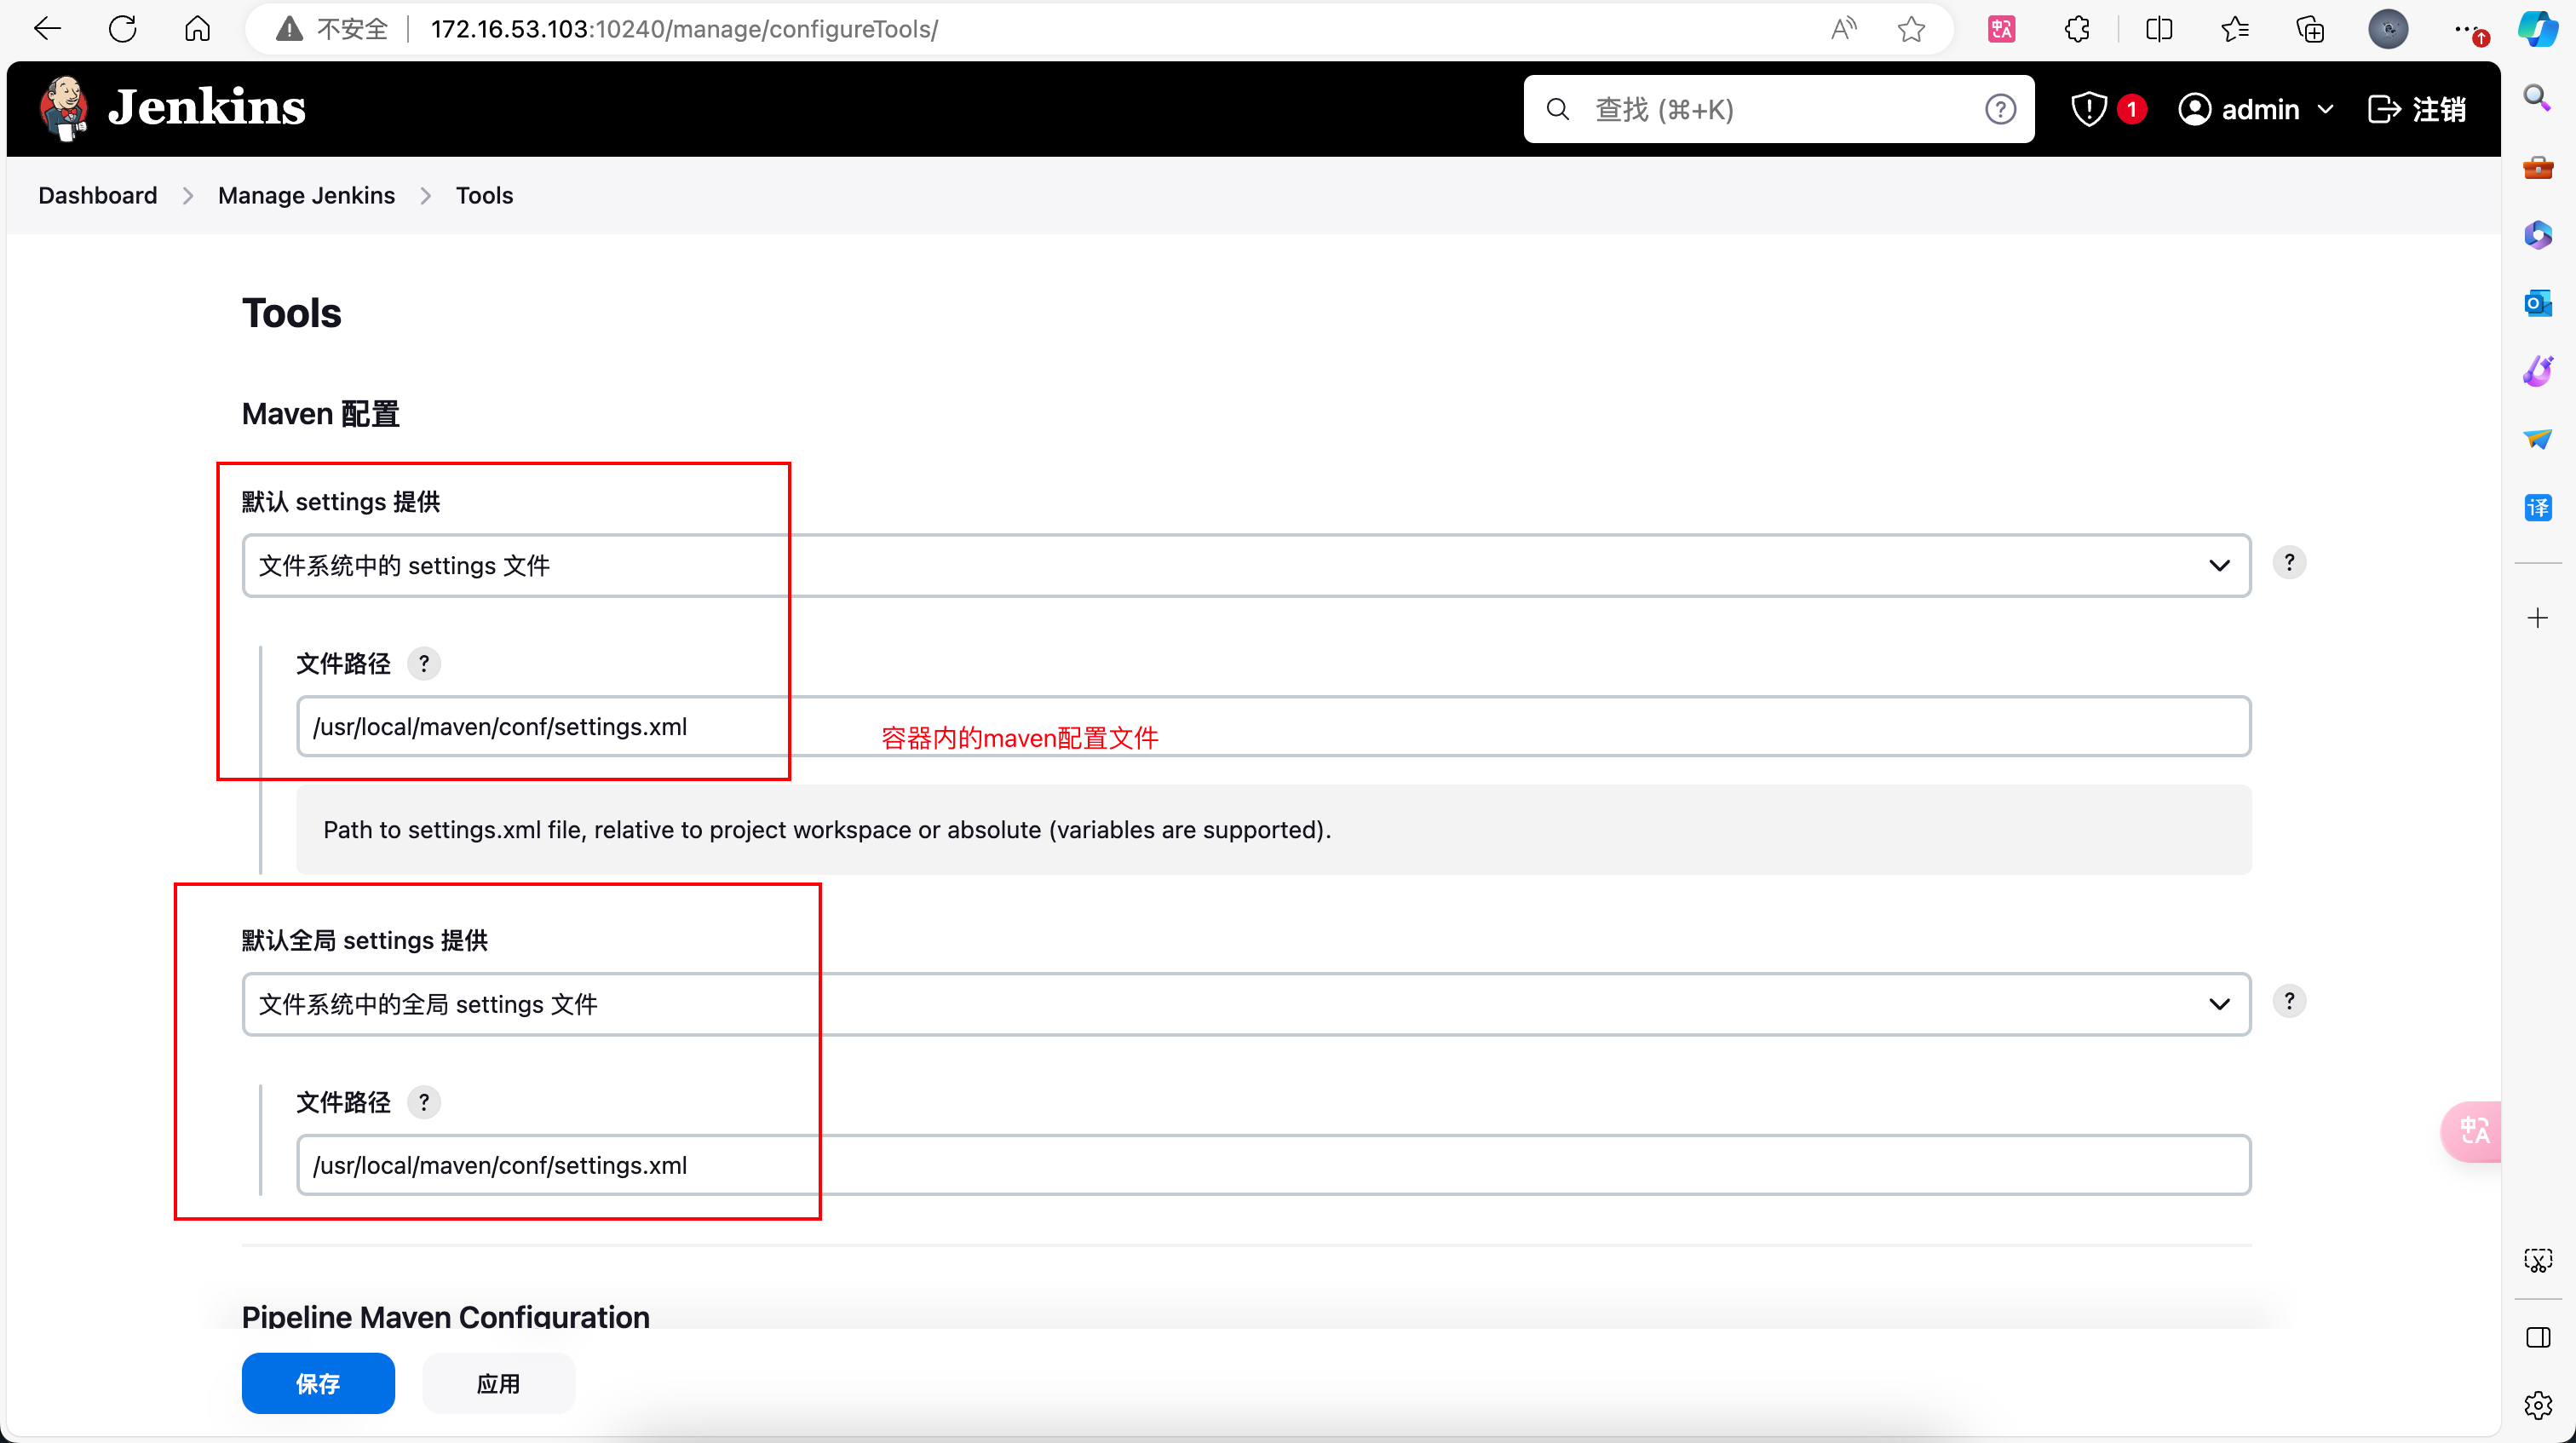 不安全 172.16.53.103:10240/manage/configureTools/
Jenkins 查找 (⌘+K) 1 admin 注销
Dashboard Manage Jenkins Tools
Tools
Maven 配置
默认 settings 提供
文件系统中的 settings 文件 ?
文件路径 ?
/usr/local/maven/conf/settings.xml
容器内的maven配置文件
Path to settings.xml file, relative to project workspace or absolute (variables are supported).
默认全局 settings 提供
文件系统中的全局 settings 文件 ?
文件路径 ?
/usr/local/maven/conf/settings.xml
Pipeline Maven Configuration
保存 应用
译
中A